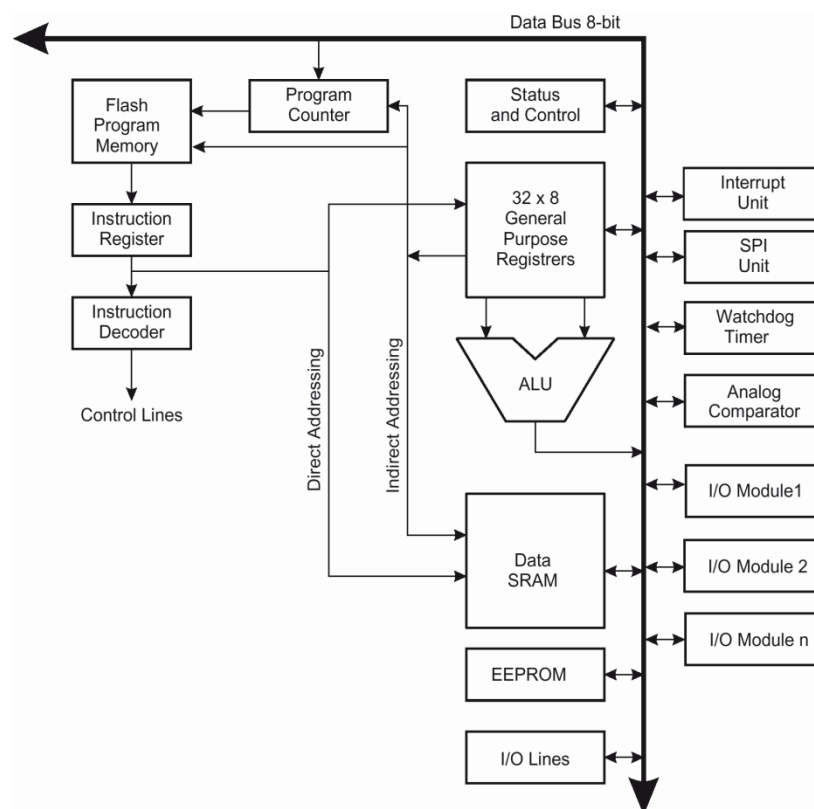 Data Bus 8-bit
Flash
Program
Memory
Program
Counter
Status
and Control
Instruction
Register
32 x 8
General
Purpose
Registrers
Interrupt
Unit
SPI
Unit
Instruction
Decoder
Watchdog
Timer
ALU
Control Lines
Direct Addressing
Indirect Addressing
Analog
Comparator
I/O Module1
Data
SRAM
I/O Module 2
I/O Module n
EEPROM
I/O Lines